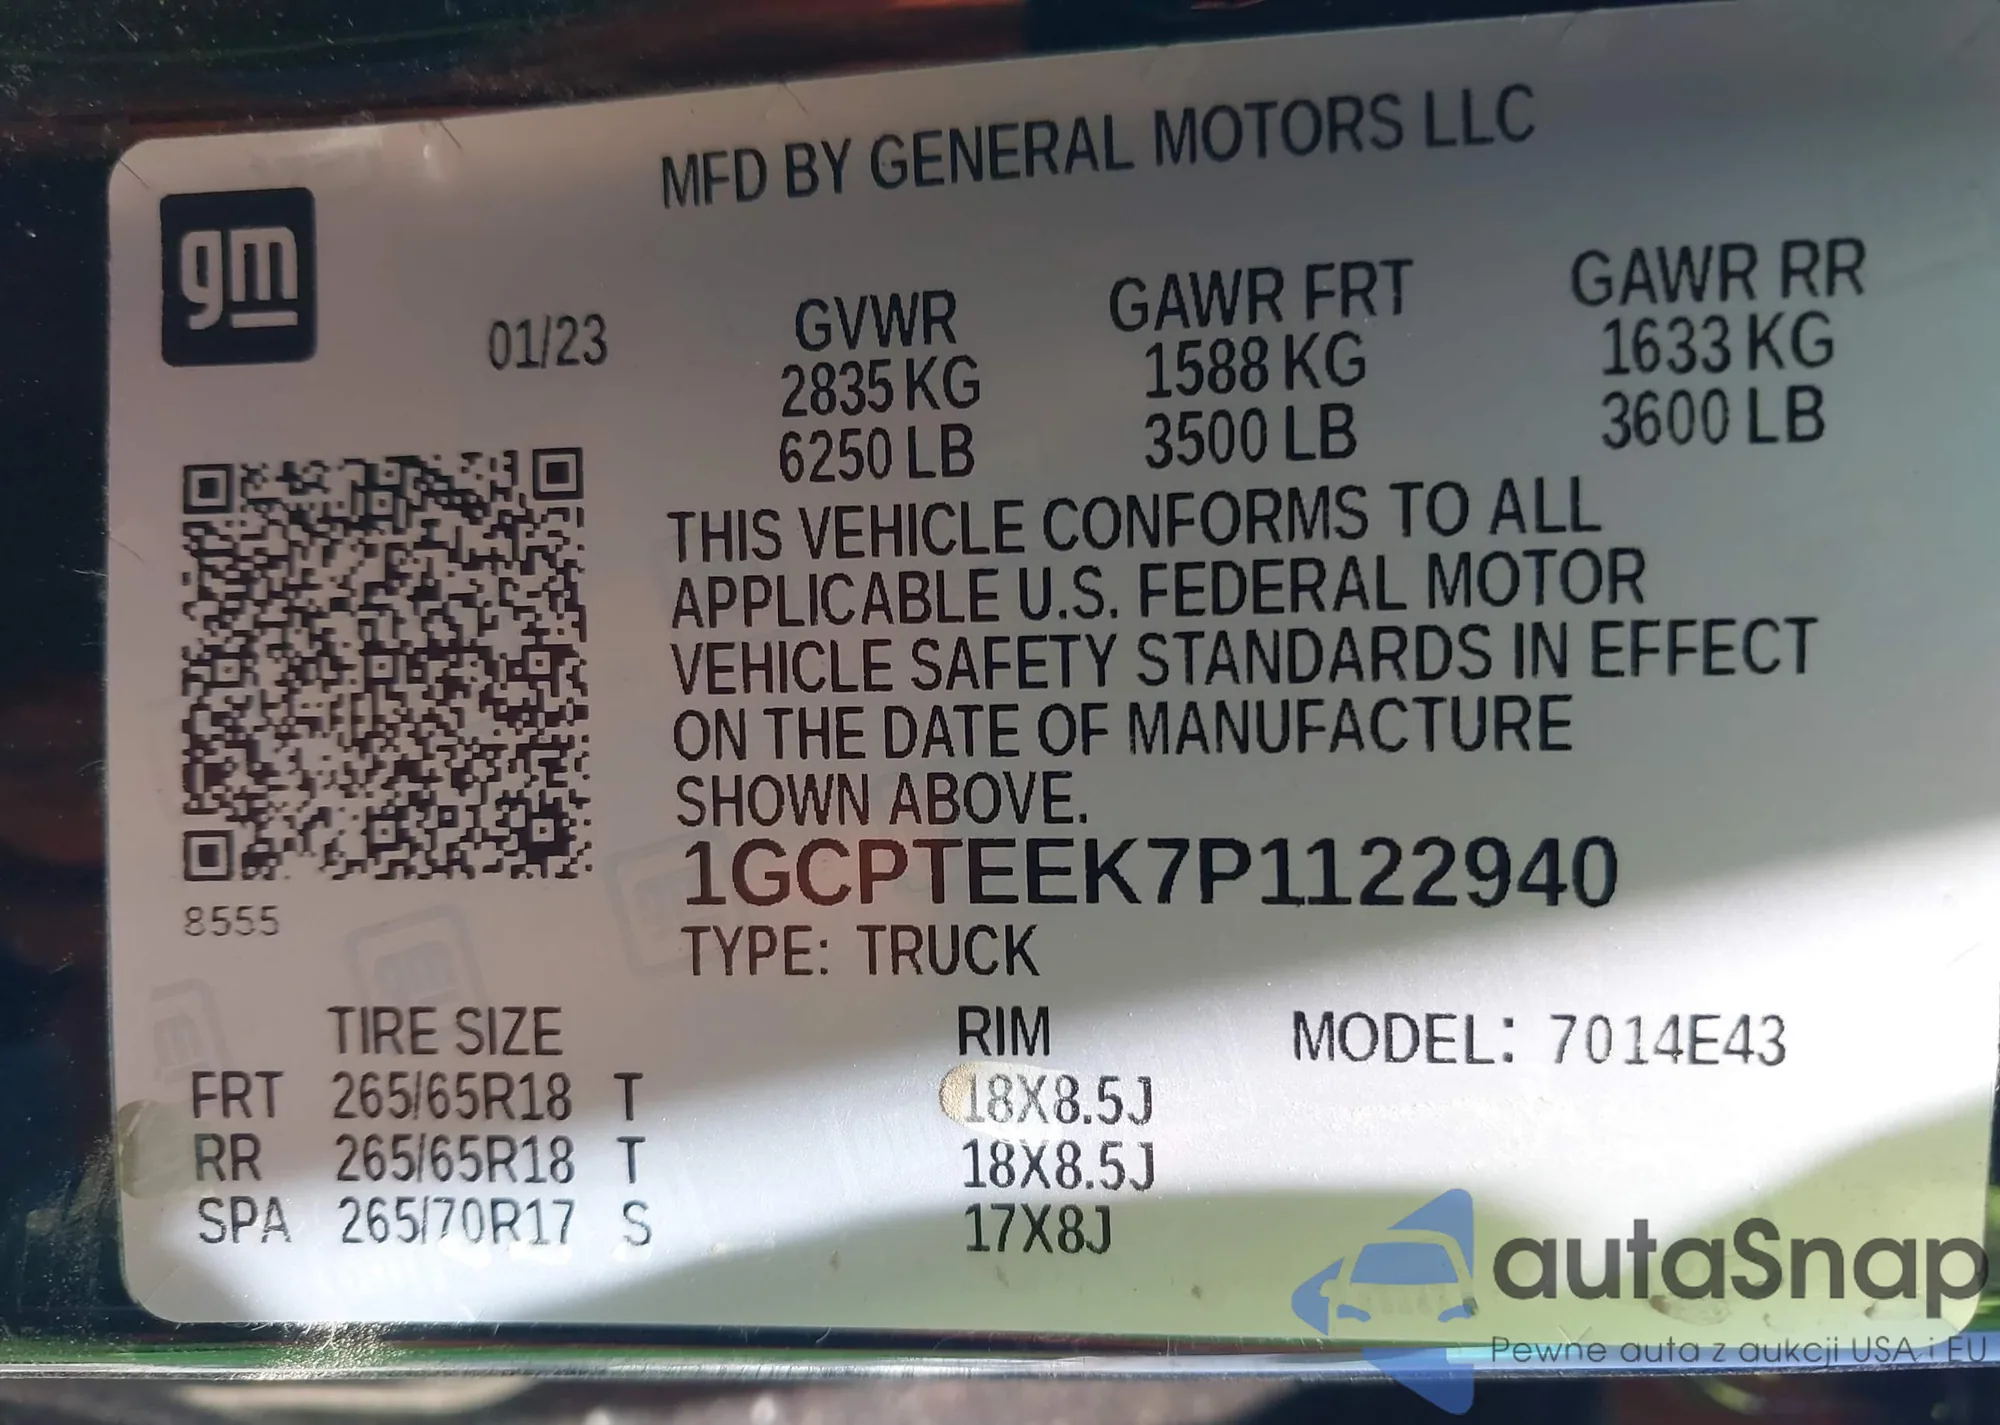 MFD BY GENERAL MOTORS LLC
gm
01/23
GVWR GAWR FRT GAWR RR
2835 KG 1588 KG 1633 KG
6250 LB 3500 LB 3600 LB
THIS VEHICLE CONFORMS TO ALL
APPLICABLE U.S. FEDERAL MOTOR
VEHICLE SAFETY STANDARDS IN EFFECT
ON THE DATE OF MANUFACTURE
SHOWN ABOVE.
1GCPTEEK7P1122940
8555
TYPE: TRUCK
TIRE SIZE RIM MODEL: 7014E43
FRT 265/65R18 T 18X8.5J
RR 265/65R18 T 18X8.5J
SPA 265/70R17 S 17X8J
autaSnap
Pewne auta z aukcji USA i EU